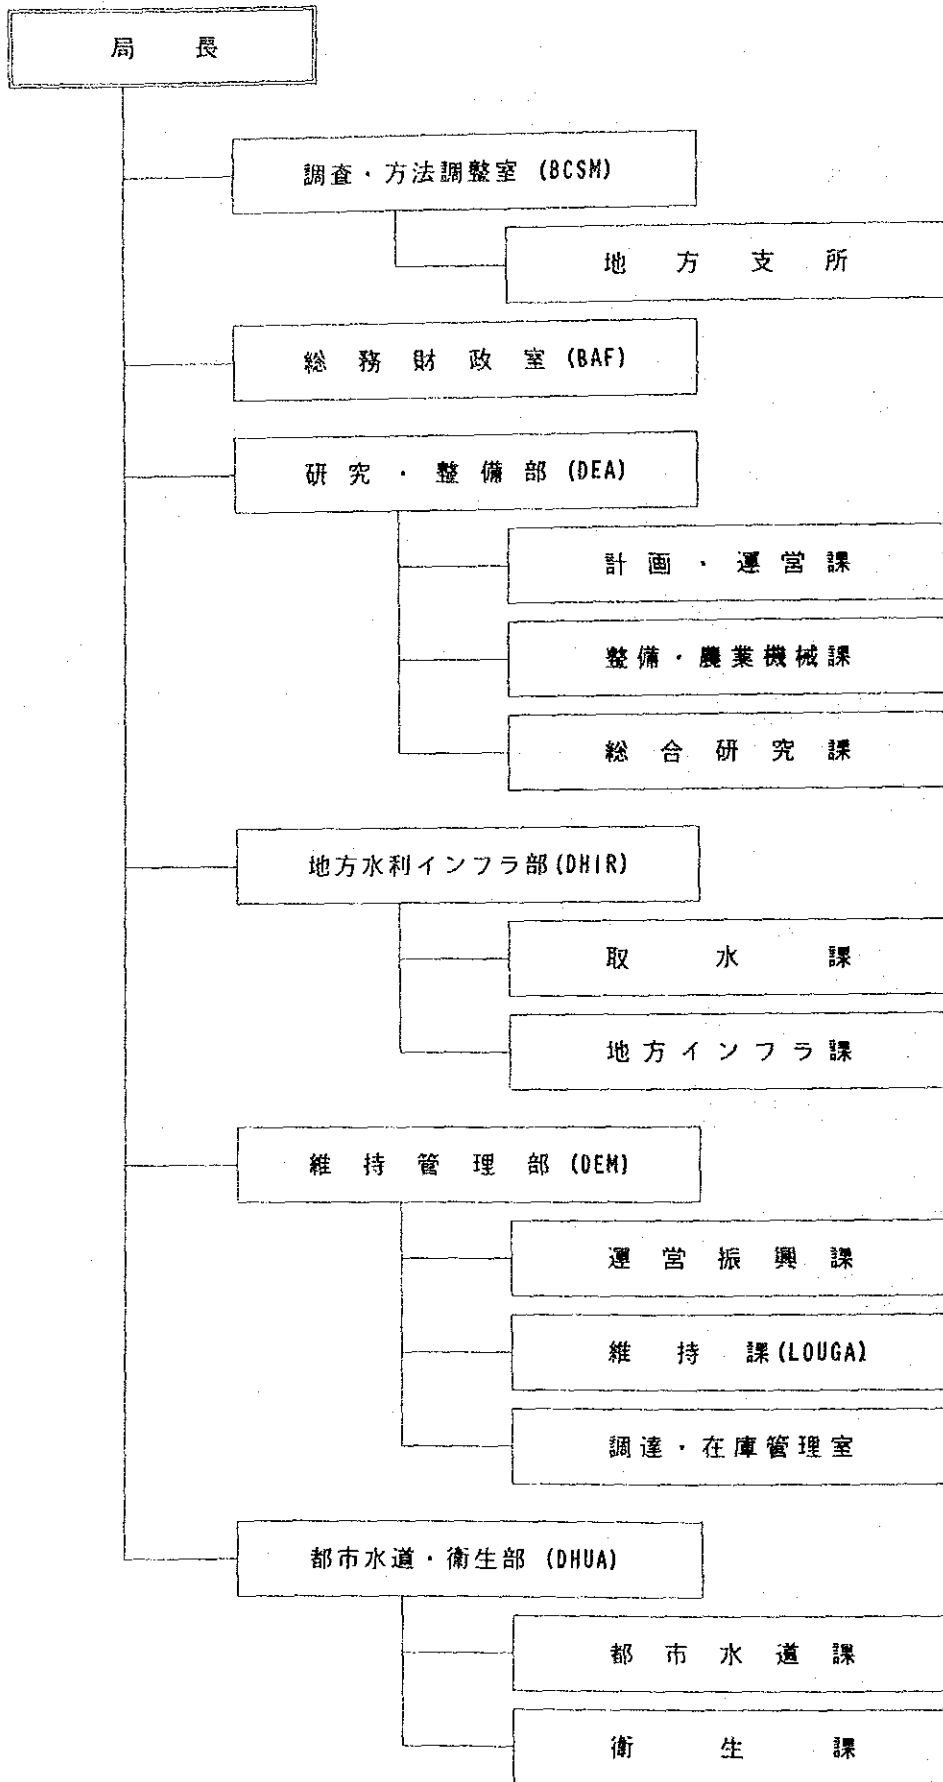 局長
調査・方法調整室 (BCSM)
地方支所
総務財政室 (BAF)
研究・整備部 (DEA)
計画・運営課
整備・農業機械課
総合研究課
地方水利インフラ部 (DHIR)
取水課
地方インフラ課
維持管理部 (DEM)
運営振興課
維持課 (LOUGA)
調達・在庫管理室
都市水道・衛生部 (DHUA)
都市水道課
衛生課